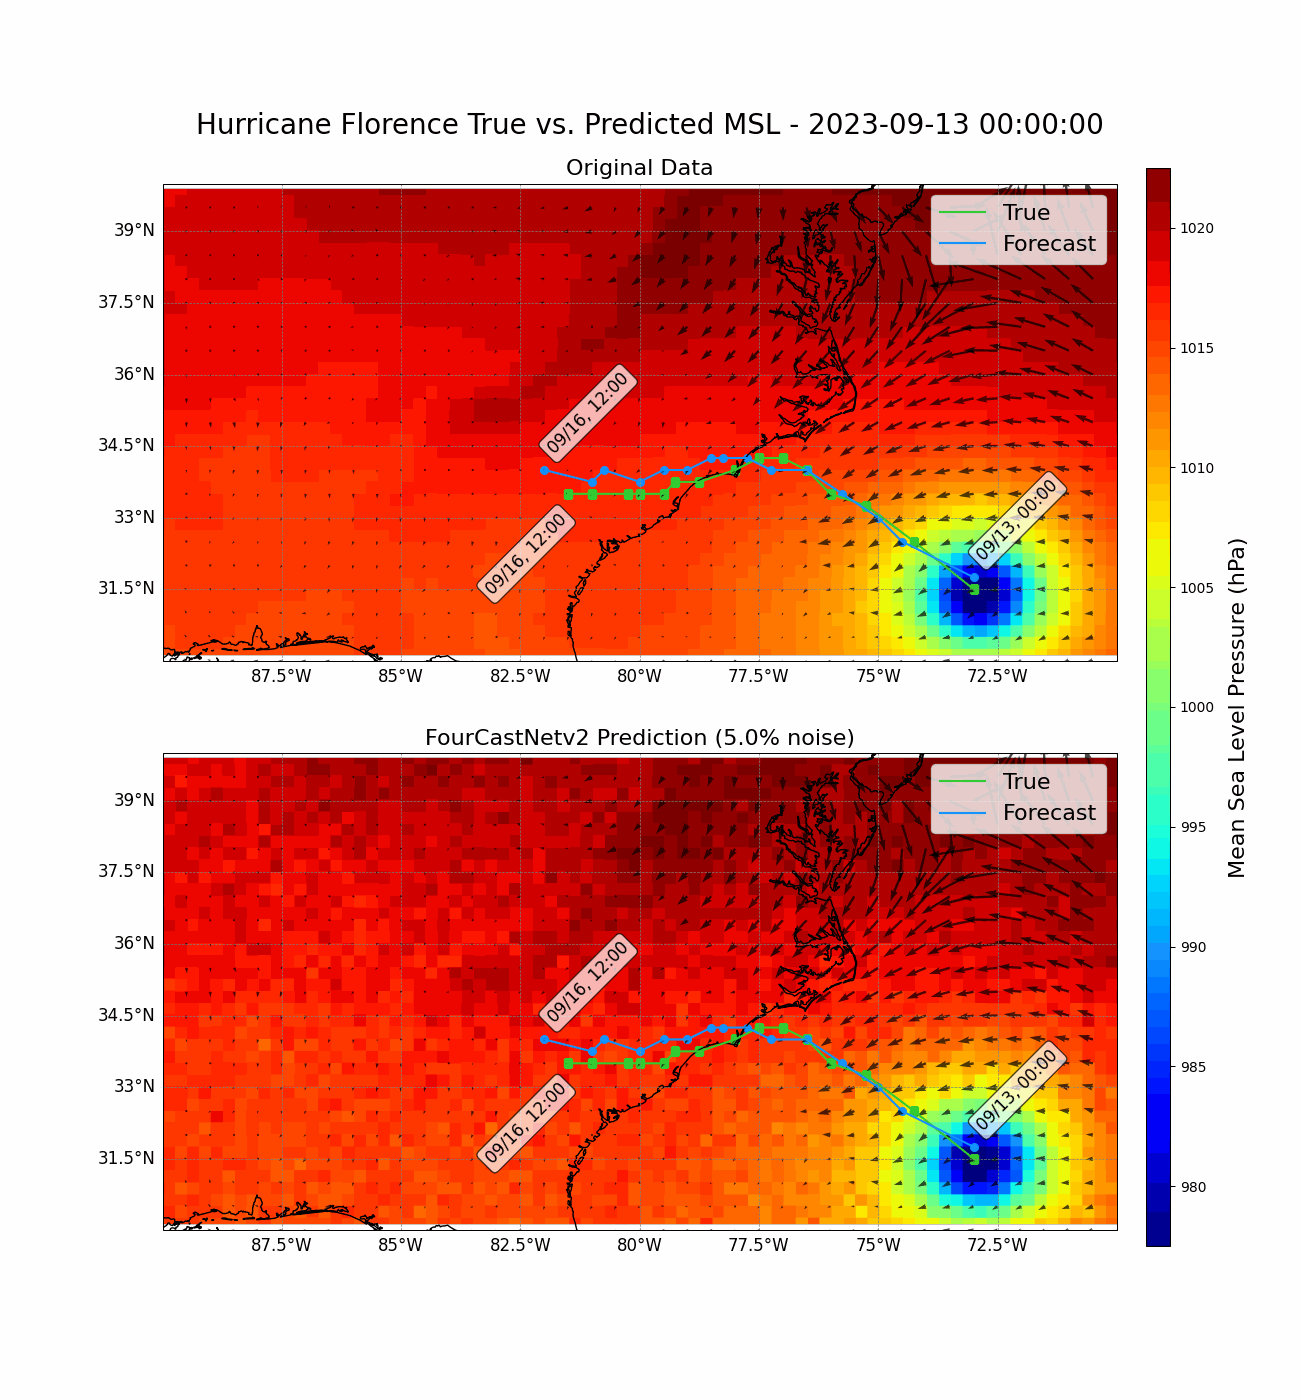 Hurricane Florence True vs. Predicted MSL - 2023-09-13 00:00:00
Original Data
True
Forecast
39°N
37.5°N
36°N
34.5°N
33°N
31.5°N
09/16, 12:00
09/16, 12:00
09/13, 00:00
87.5°W
85°W
82.5°W
80°W
77.5°W
75°W
72.5°W
FourCastNetv2 Prediction (5.0% noise)
True
Forecast
39°N
37.5°N
36°N
34.5°N
33°N
31.5°N
09/16, 12:00
09/16, 12:00
09/13, 00:00
87.5°W
85°W
82.5°W
80°W
77.5°W
75°W
72.5°W
1020
1015
1010
1005
1000
995
990
985
980
Mean Sea Level Pressure (hPa)